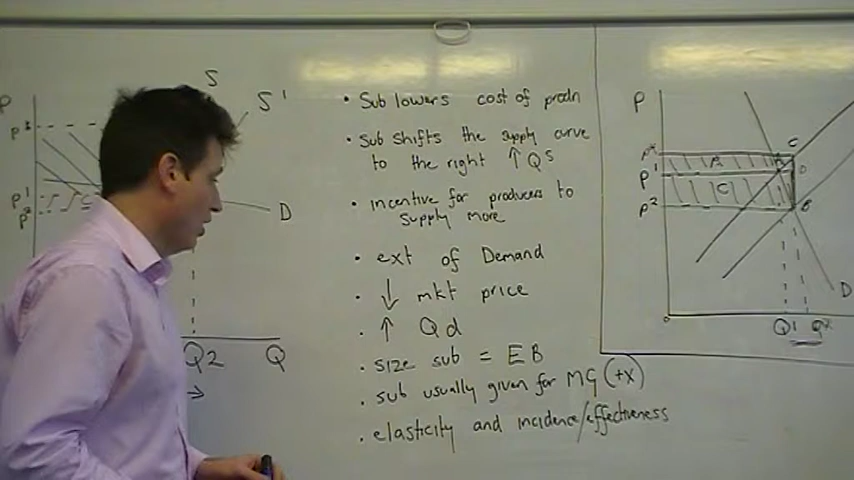 S
P
S'
P*
P1
P2
C
D
Q2
Q
• Sub lowers cost of prodn
• Sub shifts the supply curve
to the right ↑ QS
• incentive for producers to
supply more
• ext of Demand
• ↓ mkt price
• ↑ Qd
• size sub = EB
• sub usually given for MG (+X)
• elasticity and incidence/effectiveness
P
C
P*
A
D
P1
C
P2
B
D
0
Q1 Q*